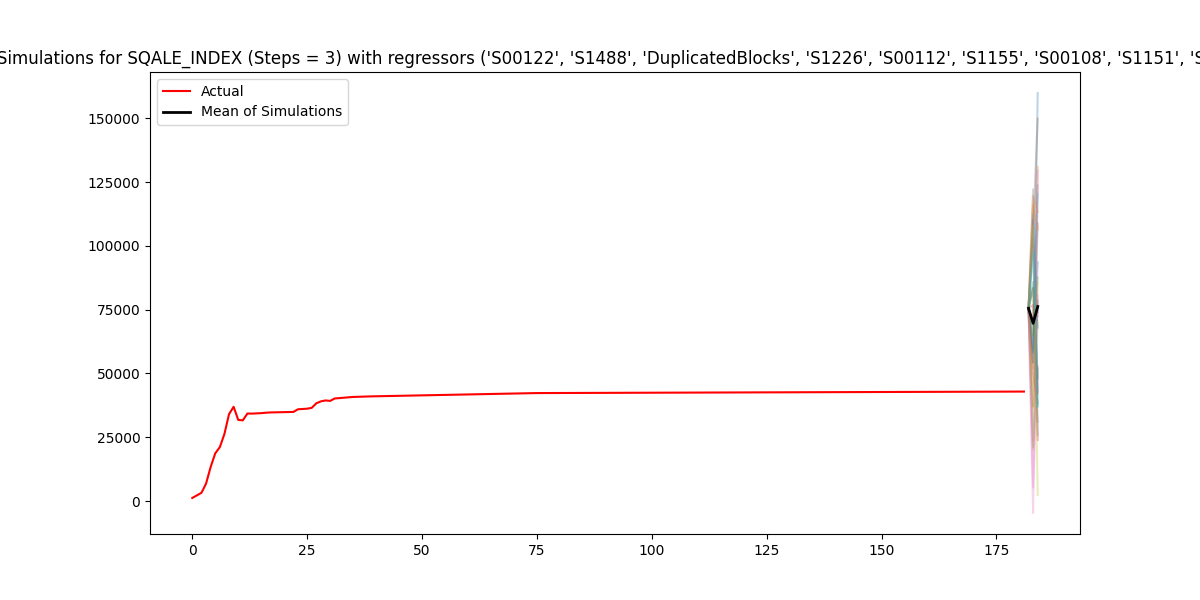 Simulations for SQALE_INDEX (Steps = 3) with regressors ('S00122', 'S1488', 'DuplicatedBlocks', 'S1226', 'S00112', 'S1155', 'S00108', 'S1151', 'S
Actual
Mean of Simulations
150000
125000
100000
75000
50000
25000
0
0 25 50 75 100 125 150 175